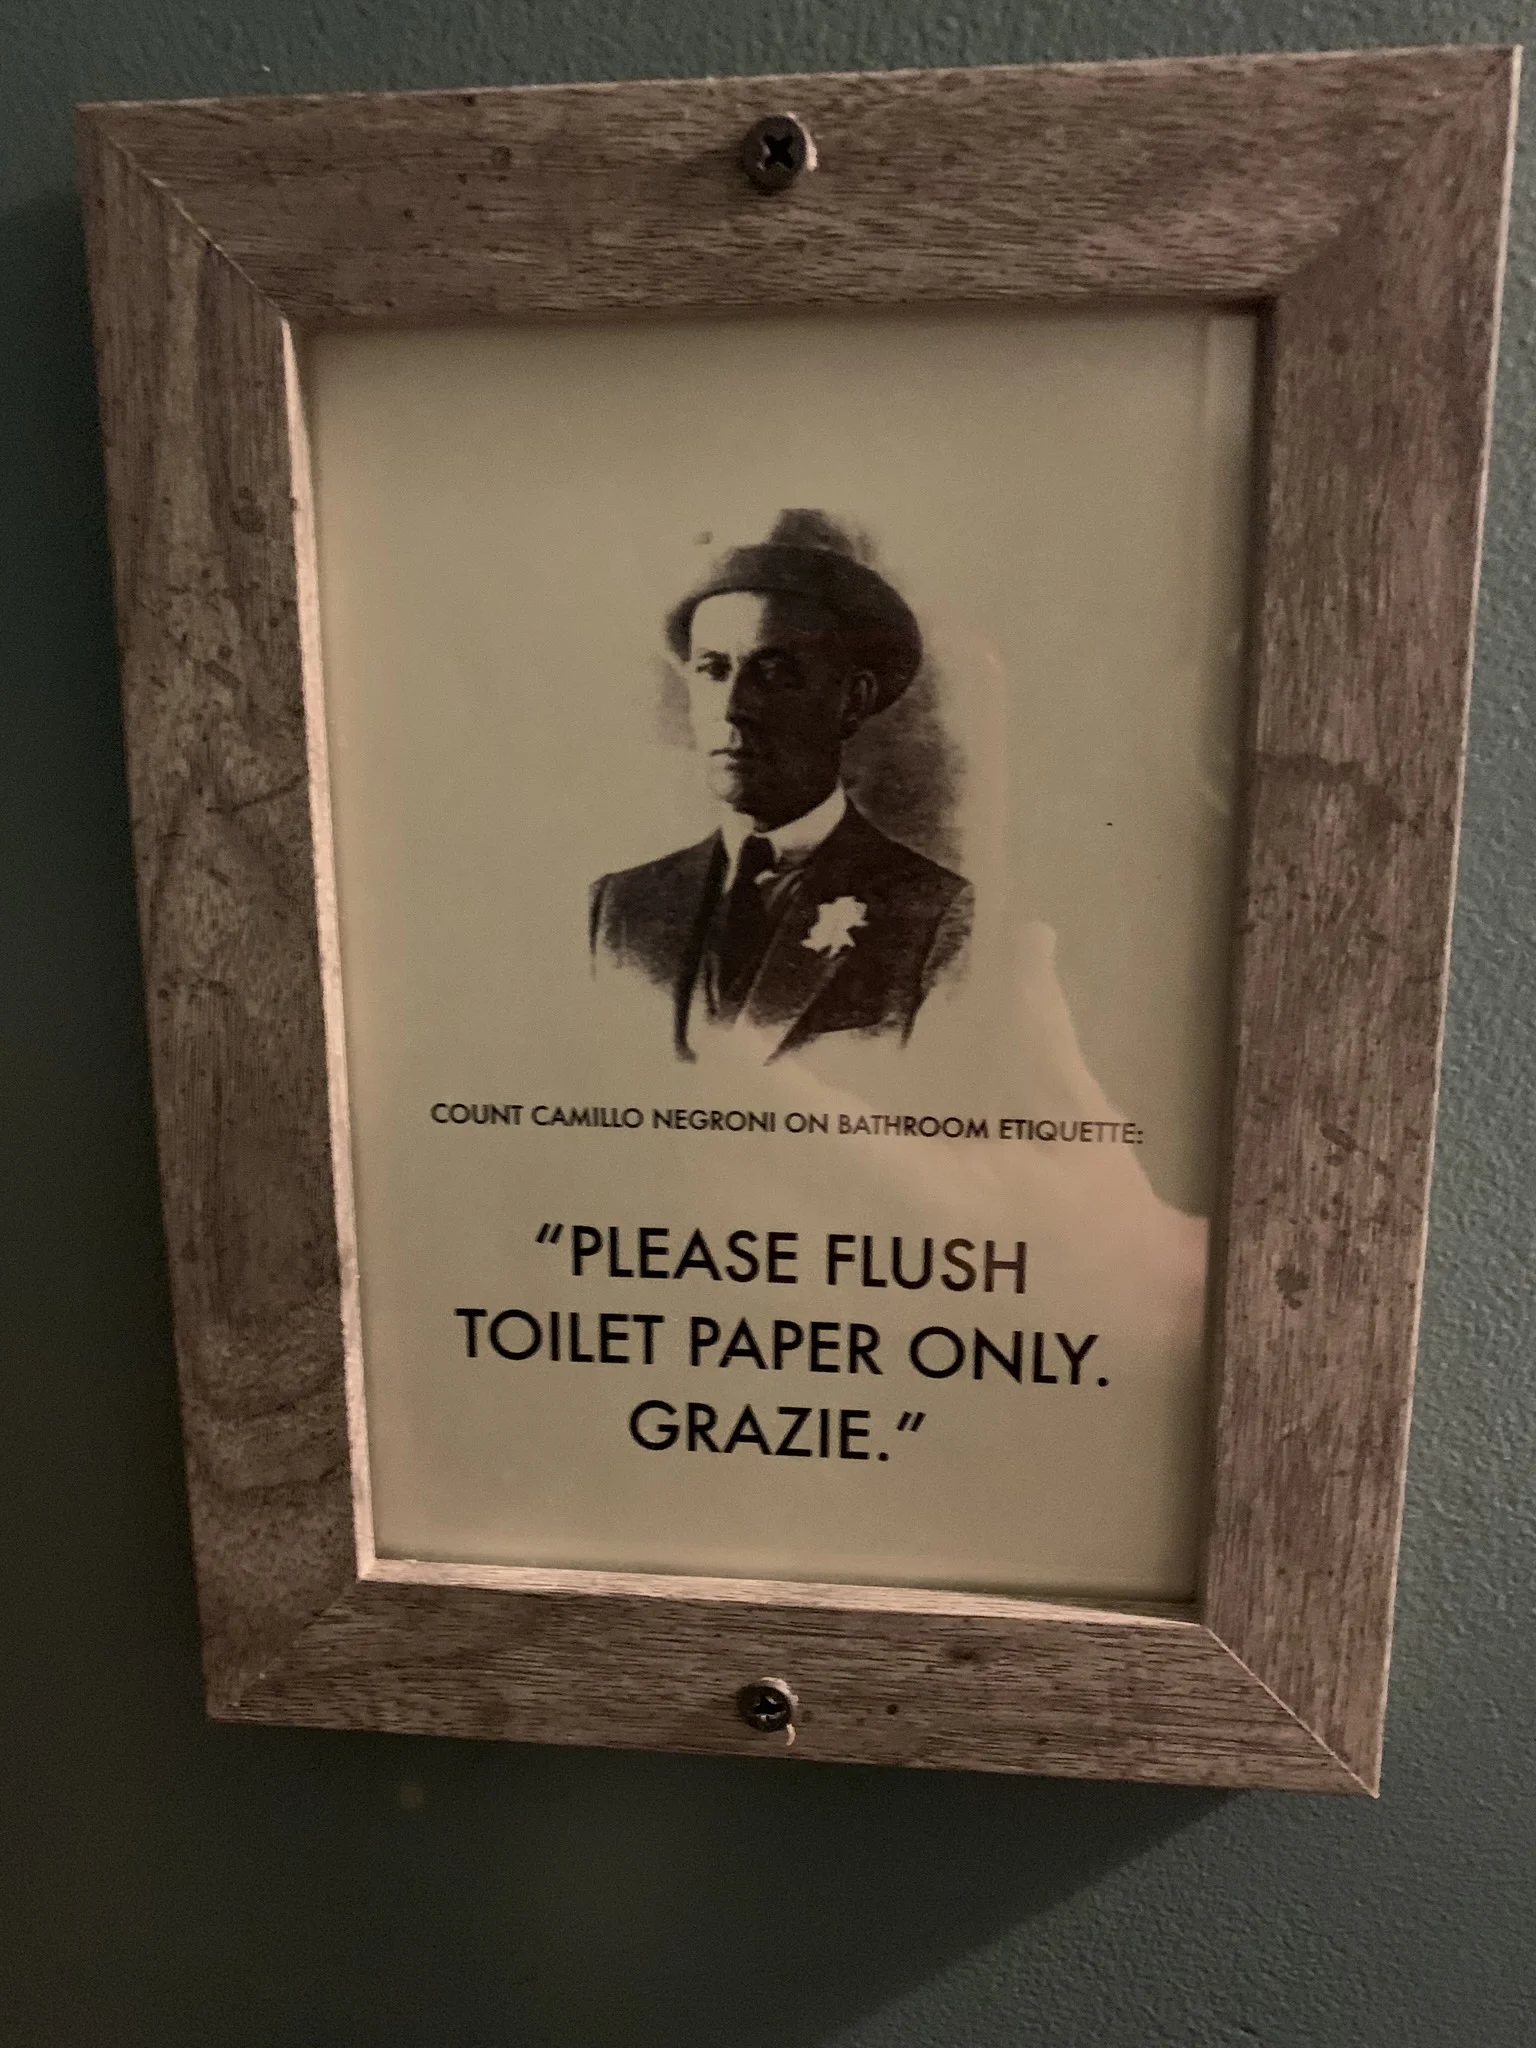 COUNT CAMILLO NEGRONI ON BATHROOM ETIQUETTE:
“PLEASE FLUSH
TOILET PAPER ONLY.
GRAZIE.”